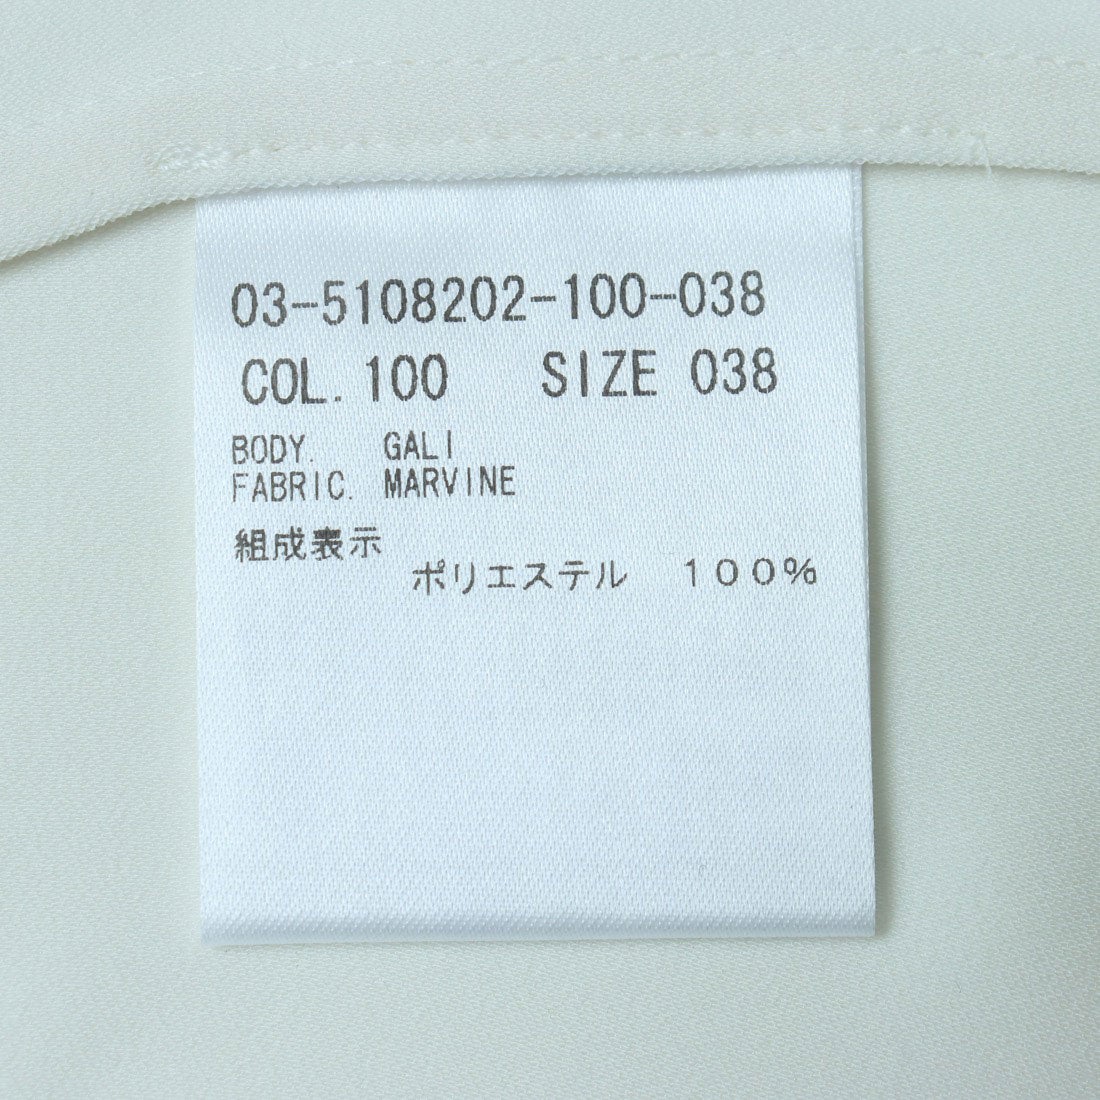 03-5108202-100-038
COL. 100 SIZE 038
BODY. GALI
FABRIC. MARVINE
組成表示
ポリエステル 100%